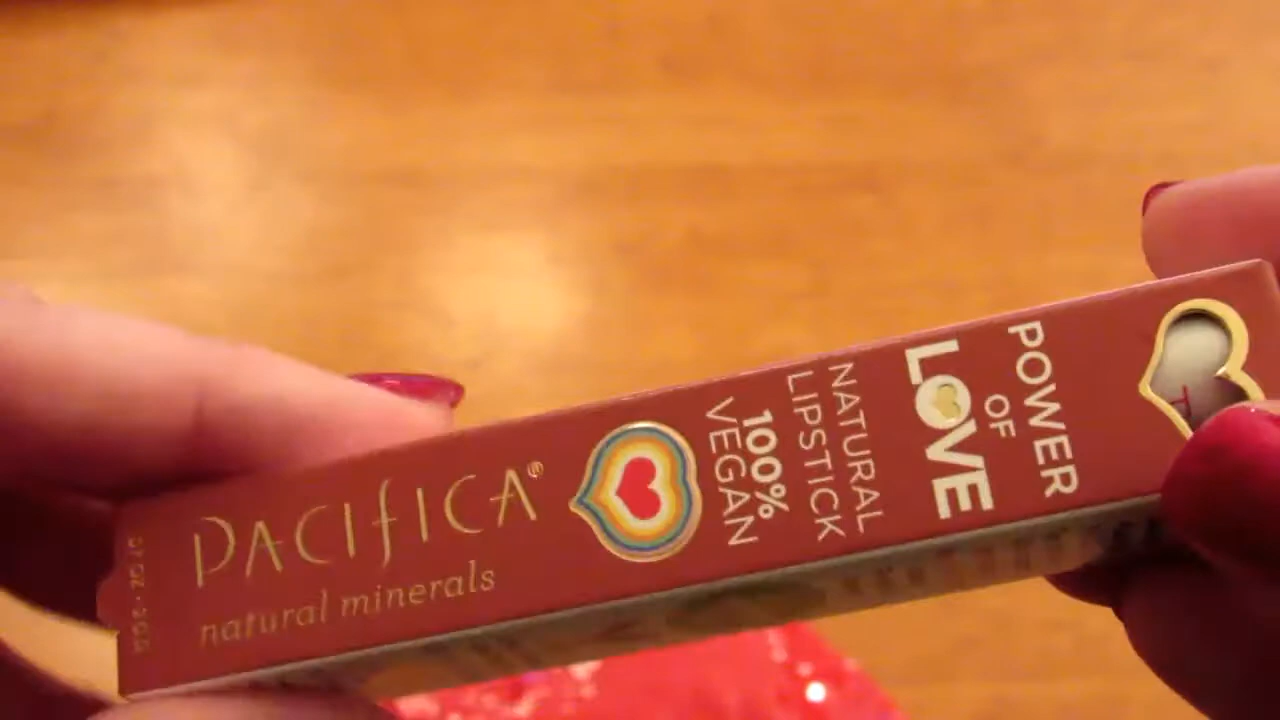 PACIFICA®
natural minerals
100%
VEGAN
NATURAL
LIPSTICK
POWER
OF
LOVE